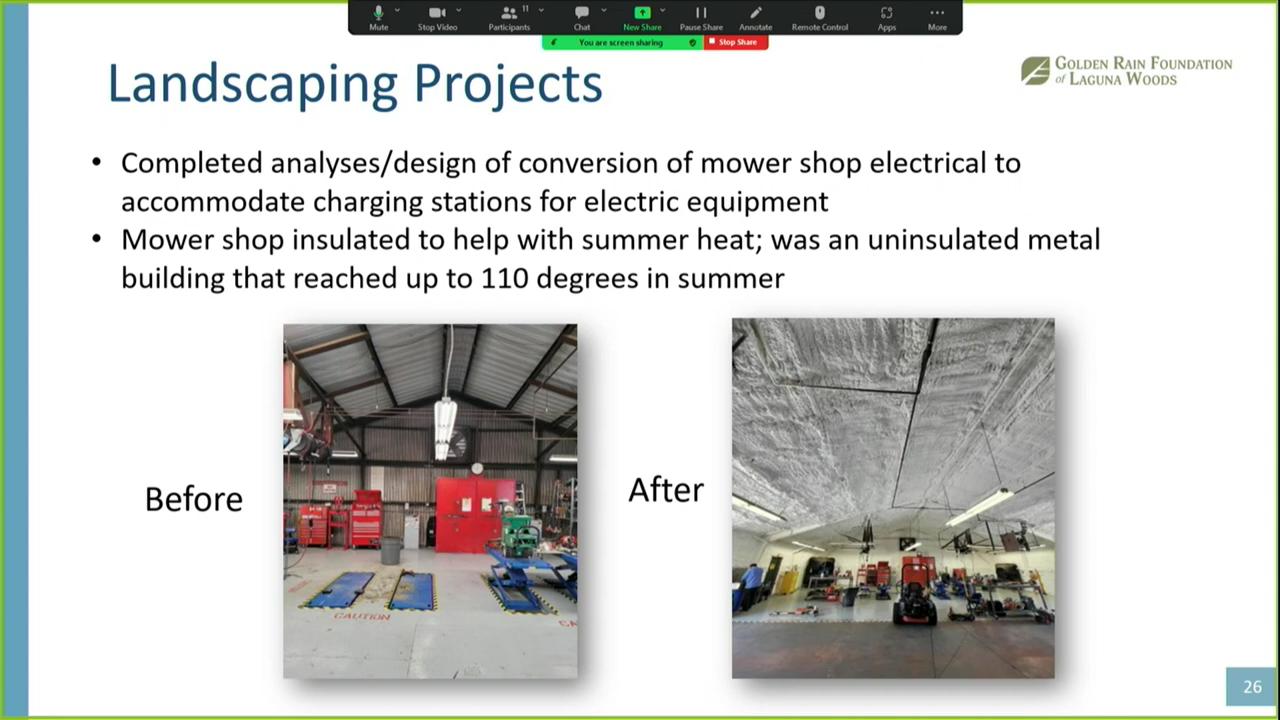 11
Mute
Stop Video
Participants
Chat
New Share
Pause Share
Annotate
Remote Control
Apps
More
You are screen sharing
Stop Share
Landscaping Projects
GOLDEN RAIN FOUNDATION
of LAGUNA WOODS
• Completed analyses/design of conversion of mower shop electrical to
accommodate charging stations for electric equipment
• Mower shop insulated to help with summer heat; was an uninsulated metal
building that reached up to 110 degrees in summer
Before
After
CAUTION
26